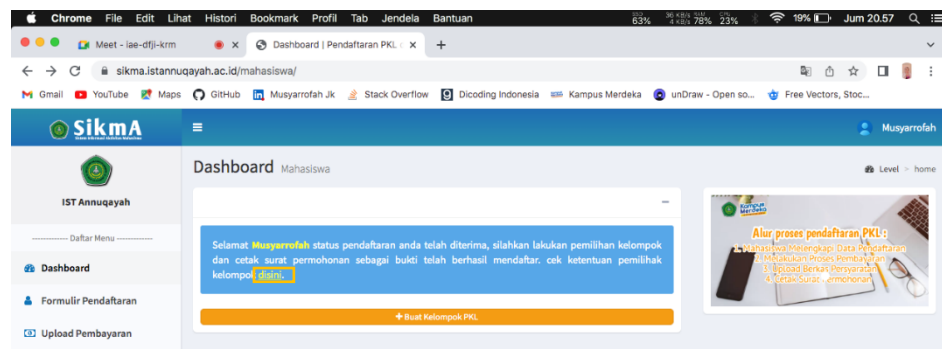 Chrome File Edit Lihat Histori Bookmark Profil Tab Jendela Bantuan
63% 78% 23% 19% Jum 20.57
Meet - iae-dfji-krm
Dashboard | Pendaftaran PKL
sikma.istannuqayah.ac.id/mahasiswa/
Gmail YouTube Maps GitHub Musyarrofah Jk Stack Overflow Dicoding Indonesia Kampus Merdeka unDraw - Open so... Free Vectors, Stoc...
SikmA
Musyarrofah
IST Annuqayah
------------ Daftar Menu ------------
Dashboard
Formulir Pendaftaran
Upload Pembayaran
Dashboard Mahasiswa
Level > home
Selamat Musyarrofah status pendaftaran anda telah diterima, silahkan lakukan pemilihan kelompok
dan cetak surat permohonan sebagai bukti telah berhasil mendaftar. cek ketentuan pemilihak
kelompok disini.
+ Buat Kelompok PKL
Kampus Merdeka
Alur proses pendaftaran PKL :
1. Mahasiswa Melengkapi Data Pendaftaran
2. Melakukan Proses Pembayaran
3. Upload Berkas Persyaratan
4. Cetak Surat Permohonan